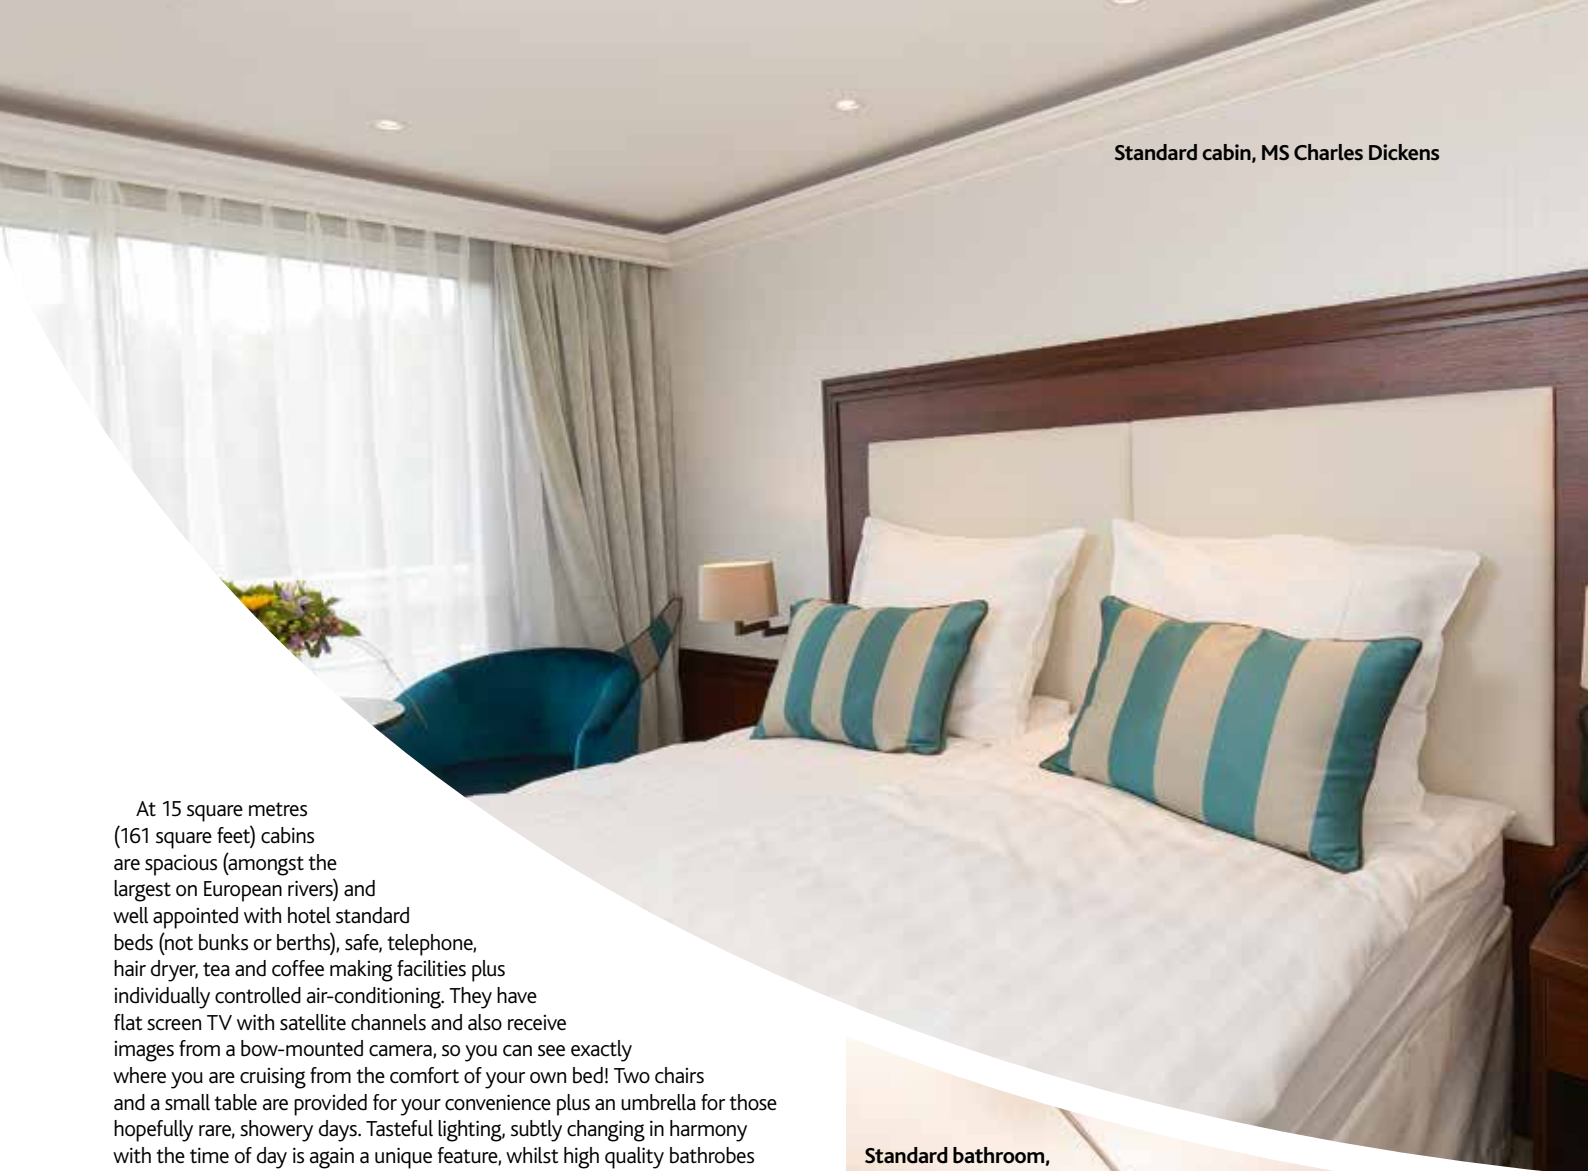 Standard cabin, MS Charles Dickens
At 15 square metres
(161 square feet) cabins
are spacious (amongst the
largest on European rivers) and
well appointed with hotel standard
beds (not bunks or berths), safe, telephone,
hair dryer, tea and coffee making facilities plus
individually controlled air-conditioning. They have
flat screen TV with satellite channels and also receive
images from a bow-mounted camera, so you can see exactly
where you are cruising from the comfort of your own bed! Two chairs
and a small table are provided for your convenience plus an umbrella for those
hopefully rare, showery days. Tasteful lighting, subtly changing in harmony
with the time of day is again a unique feature, whilst high quality bathrobes
Standard bathroom,